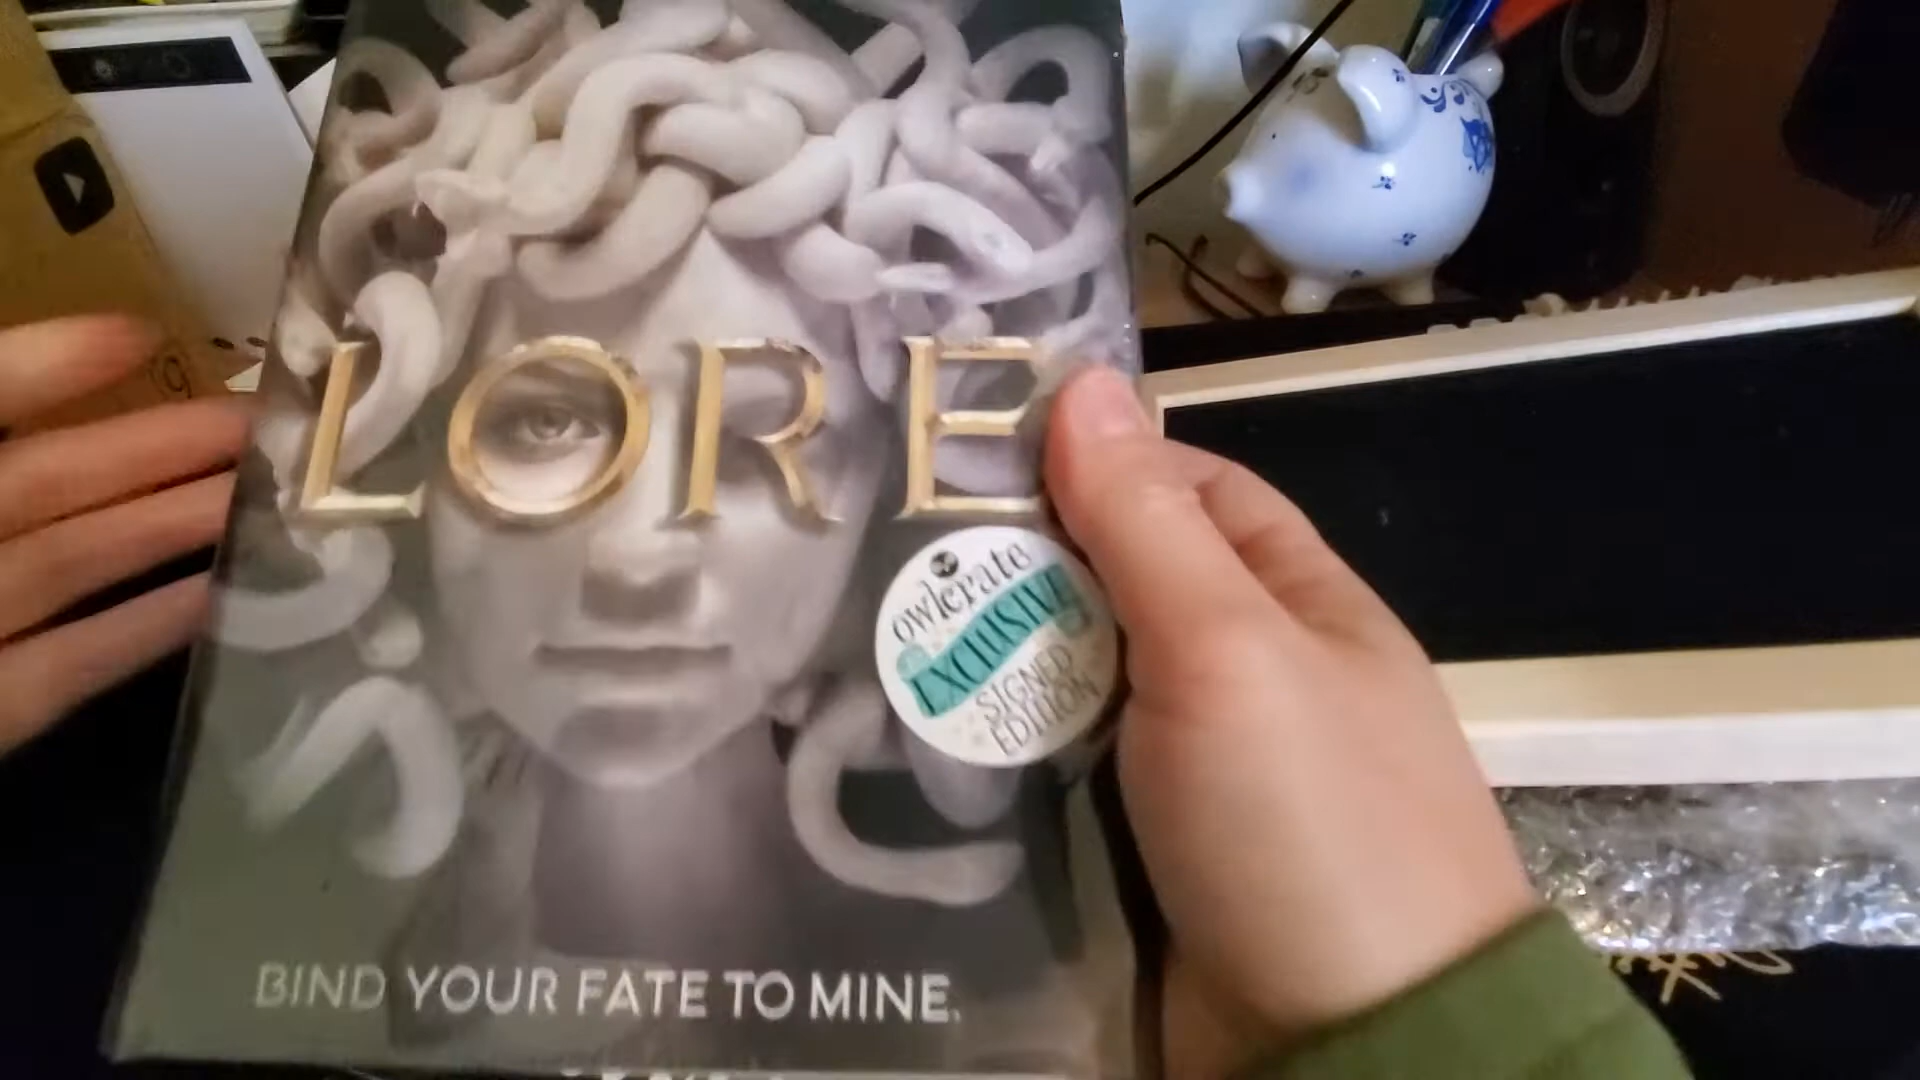 LORE
owlcrate
EXCLUSIVE
SIGNED
EDITION
BIND YOUR FATE TO MINE.